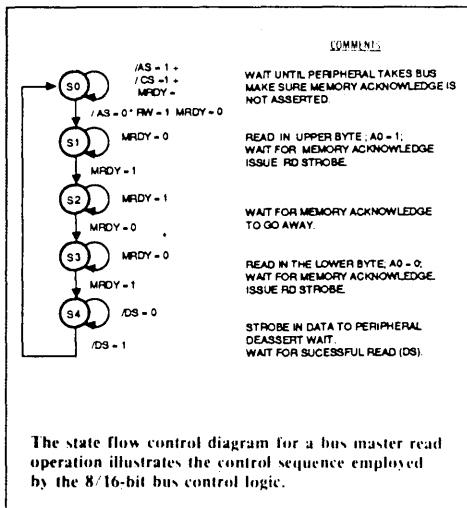 COMMENTS
/AS = 1 +
/CS =1 +
MRDY =
S0
WAIT UNTIL PERIPHERAL TAKES BUS
MAKE SURE MEMORY ACKNOWLEDGE IS
NOT ASSERTED.
/AS = 0* RW = 1 MRDY = 0
S1
MRDY = 0
READ IN UPPER BYTE ; A0 = 1;
WAIT FOR MEMORY ACKNOWLEDGE
ISSUE RD STROBE.
MRDY = 1
S2
MRDY = 1
WAIT FOR MEMORY ACKNOWLEDGE
TO GO AWAY.
MRDY = 0
S3
MRDY = 0
READ IN THE LOWER BYTE; A0 = 0;
WAIT FOR MEMORY ACKNOWLEDGE.
ISSUE RD STROBE.
MRDY = 1
S4
/DS = 0
STROBE IN DATA TO PERIPHERAL
DEASSERT WAIT.
WAIT FOR SUCESSFUL READ (DS).
/DS = 1
The state flow control diagram for a bus master read
operation illustrates the control sequence employed
by the 8/16-bit bus control logic.